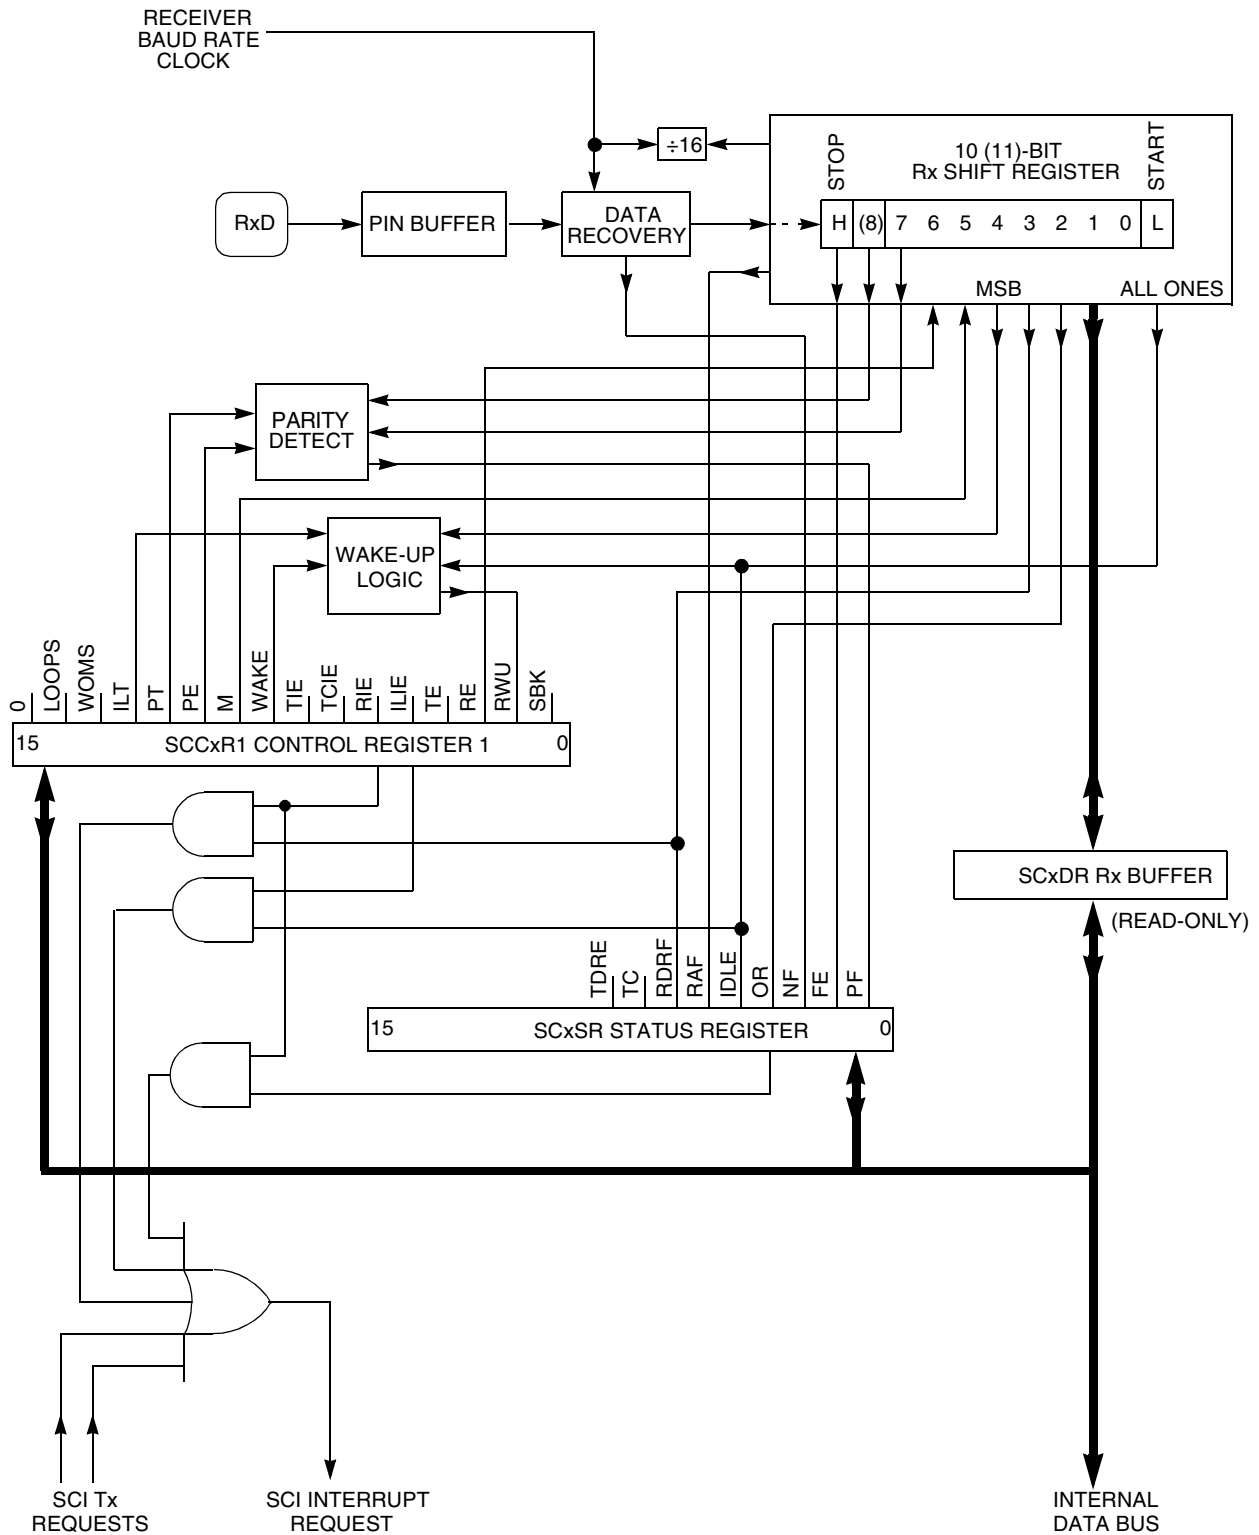 RECEIVER
BAUD RATE
CLOCK
÷16
10 (11)-BIT
Rx SHIFT REGISTER
STOP
START
RxD
PIN BUFFER
DATA
RECOVERY
H (8) 7 6 5 4 3 2 1 0 L
MSB
ALL ONES
PARITY
DETECT
WAKE-UP
LOGIC
0
LOOPS
WOMS
ILT
PT
PE
M
WAKE
TIE
TCIE
RIE
ILIE
TE
RE
RWU
SBK
15 SCCxR1 CONTROL REGISTER 1 0
SCxDR Rx BUFFER
(READ-ONLY)
TDRE
TC
RDRF
RAF
IDLE
OR
NF
FE
PF
15 SCxSR STATUS REGISTER 0
SCI Tx
REQUESTS
SCI INTERRUPT
REQUEST
INTERNAL
DATA BUS